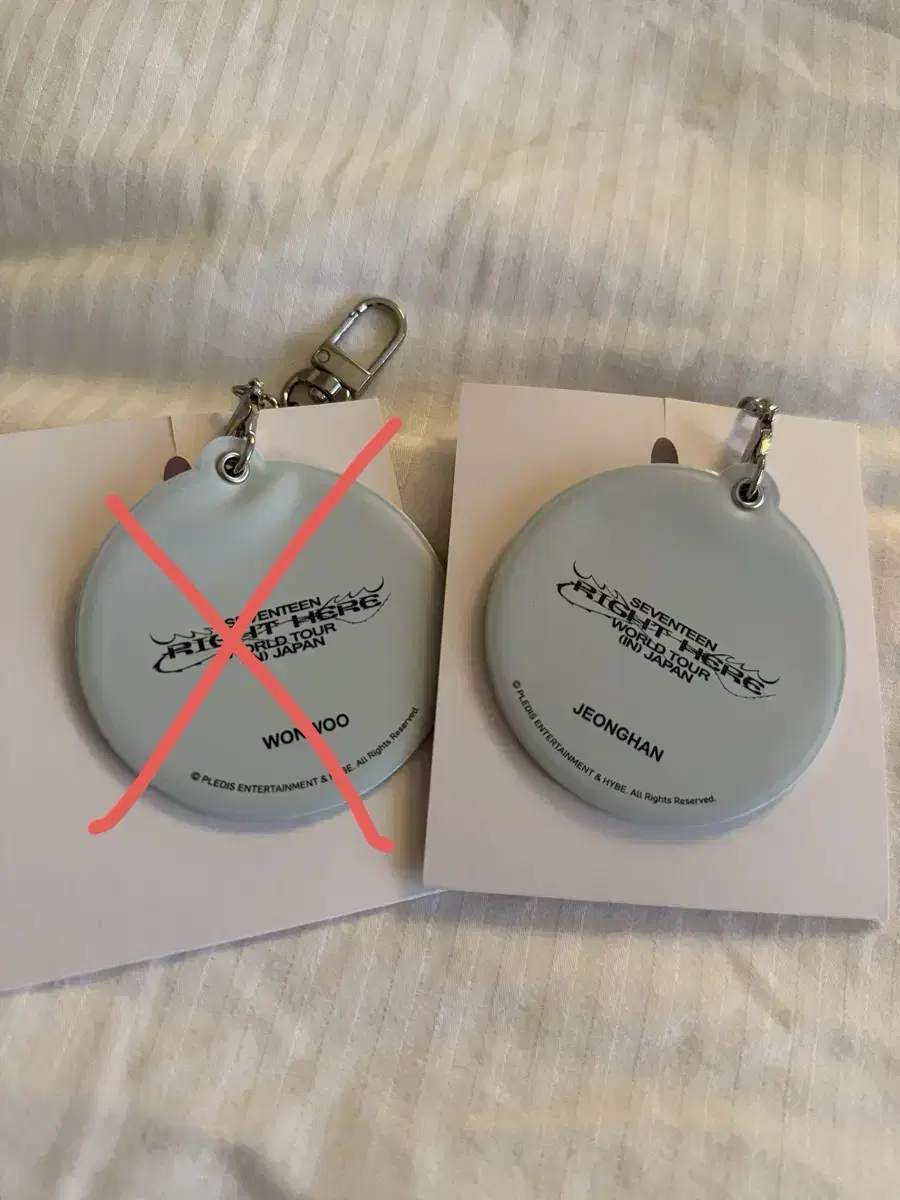 SEVENTEEN
RIGHT HERE
WORLD TOUR
(IN) JAPAN
WONWOO
© PLEDIS ENTERTAINMENT & HYBE. All Rights Reserved.
SEVENTEEN
RIGHT HERE
WORLD TOUR
(IN) JAPAN
JEONGHAN
© PLEDIS ENTERTAINMENT & HYBE. All Rights Reserved.